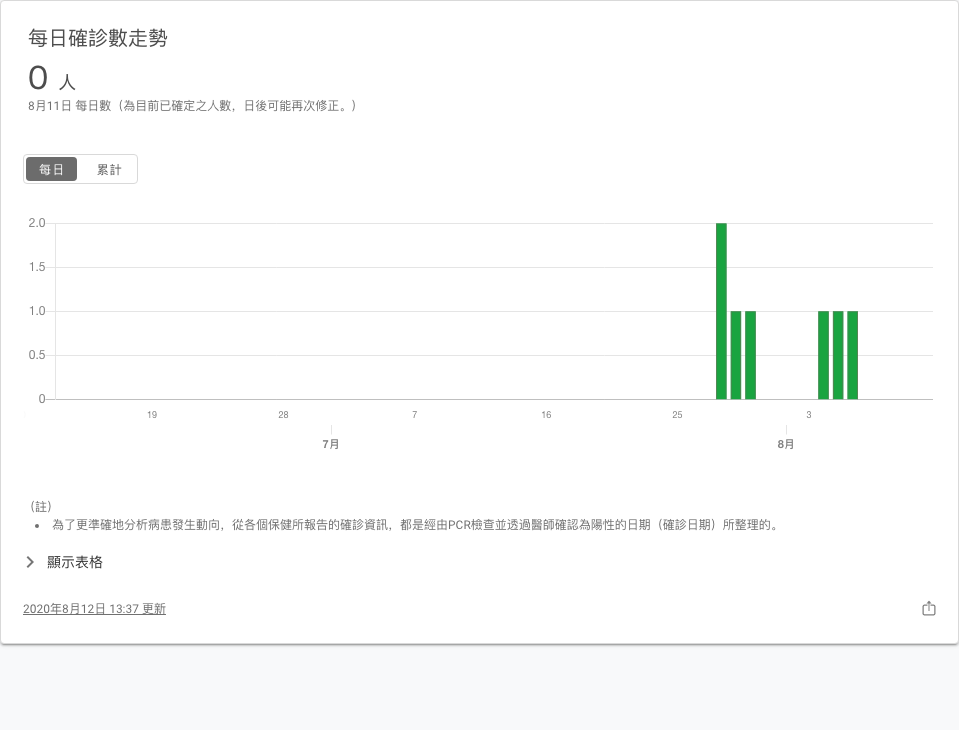 每日確診數走勢
0 人
8月11日 每日數（為目前已確定之人數，日後可能再次修正。）
每日 累計
2.0
1.5
1.0
0.5
0
19 28 7 16 25 3
7月 8月
（註）
• 為了更準確地分析病患發生動向，從各個保健所報告的確診資訊，都是經由PCR檢查並透過醫師確認為陽性的日期（確診日期）所整理的。
顯示表格
2020年8月12日 13:37 更新